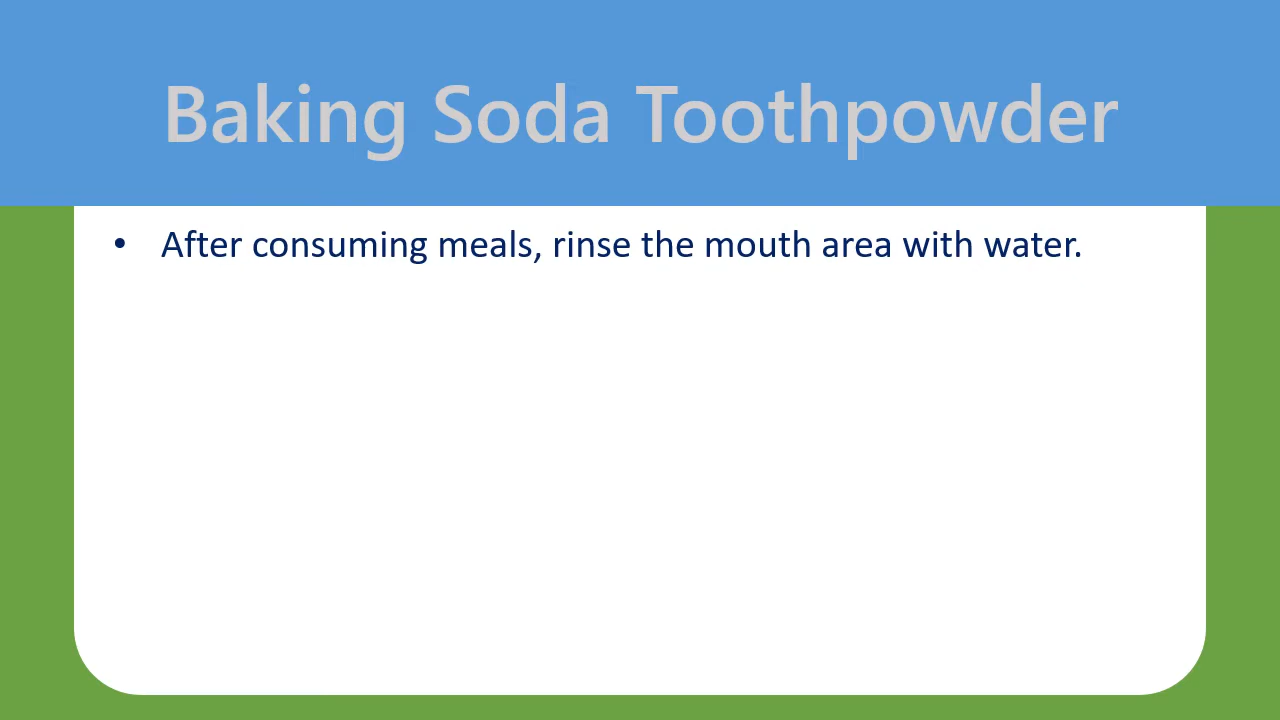 Baking Soda Toothpowder
• After consuming meals, rinse the mouth area with water.